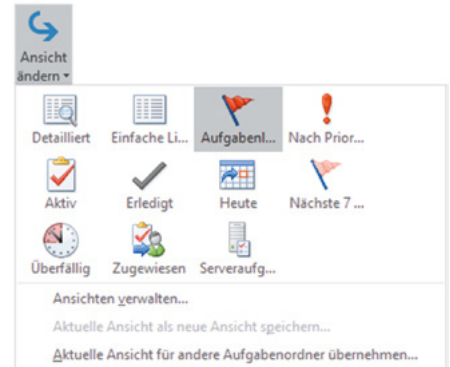 Ansicht
ändern
Detailliert Einfache Li... Aufgabenl... Nach Prior...
Aktiv Erledigt Heute Nächste 7 ...
Überfällig Zugewiesen Serveraufg...
Ansichten verwalten...
Aktuelle Ansicht als neue Ansicht speichern...
Aktuelle Ansicht für andere Aufgabenordner übernehmen...